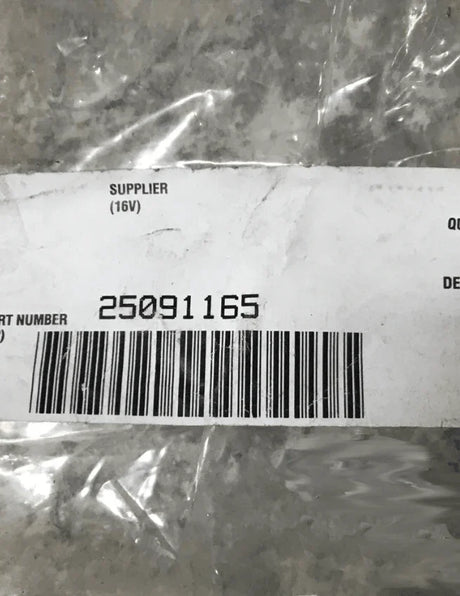 SUPPLIER
(16V)
QU
DE
RT NUMBER
)
25091165